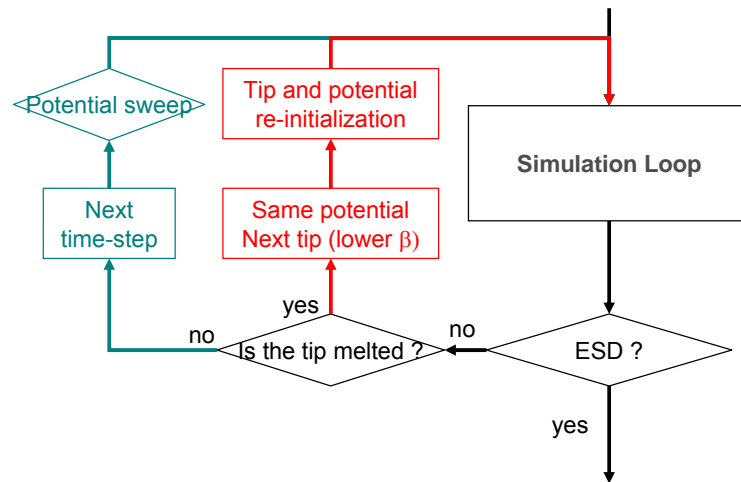 Potential sweep
Tip and potential
re-initialization
Simulation Loop
Next
time-step
Same potential
Next tip (lower β)
yes
no
Is the tip melted ?
no
ESD ?
yes